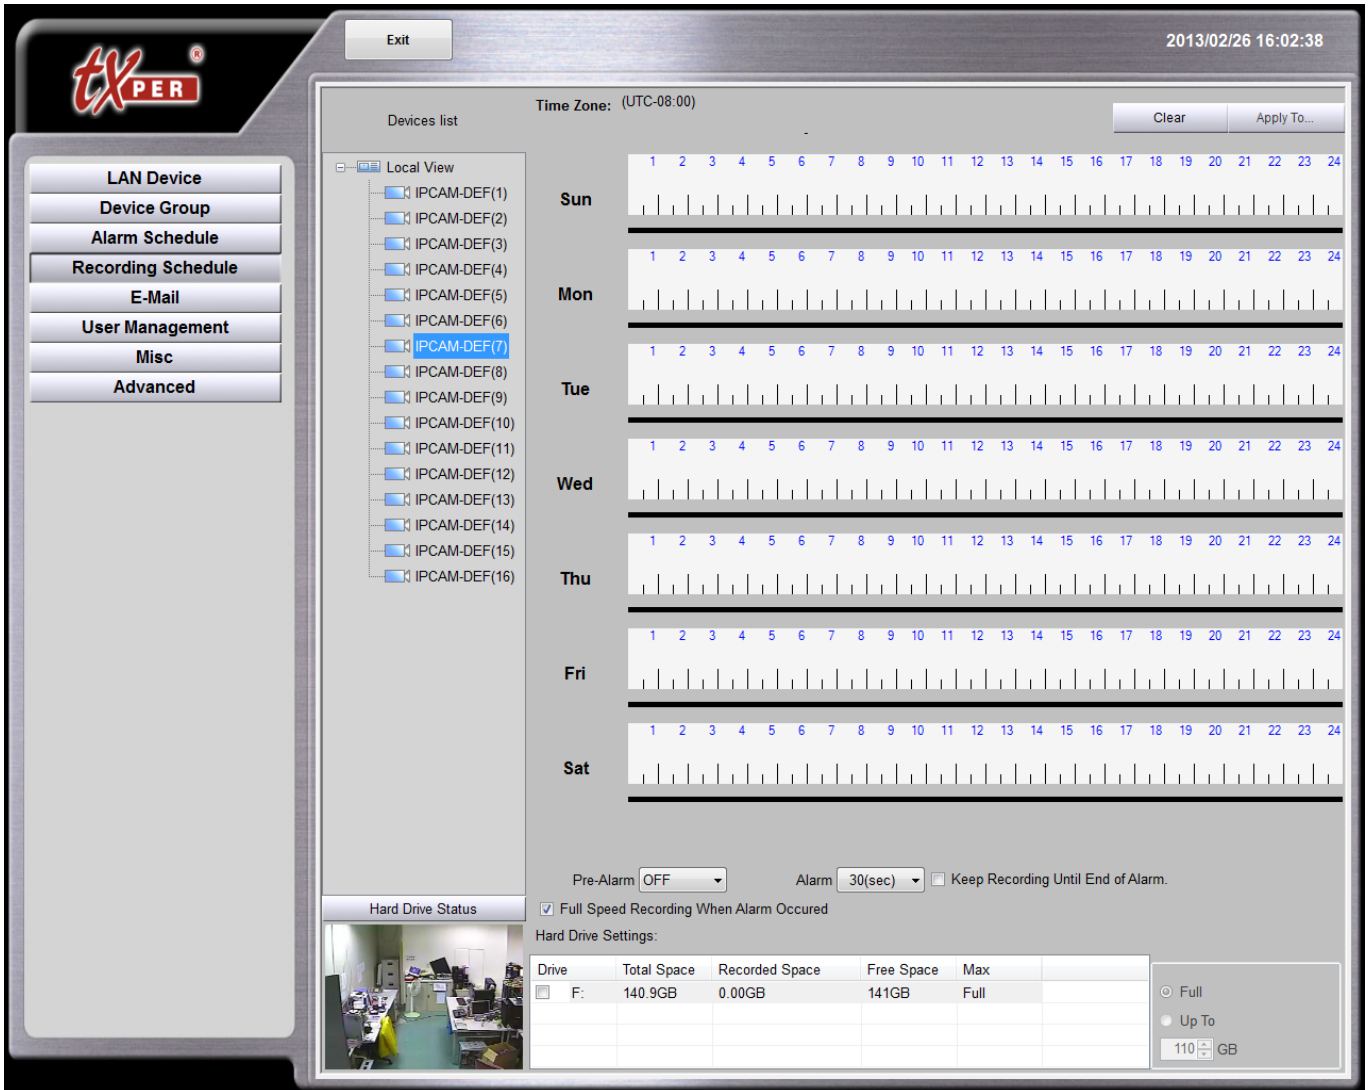 Exit
2013/02/26 16:02:38
tXPER®
Devices list
Time Zone: (UTC-08:00)
-
Clear
Apply To...
LAN Device
Device Group
Alarm Schedule
Recording Schedule
E-Mail
User Management
Misc
Advanced
Local View
IPCAM-DEF(1)
IPCAM-DEF(2)
IPCAM-DEF(3)
IPCAM-DEF(4)
IPCAM-DEF(5)
IPCAM-DEF(6)
IPCAM-DEF(7)
IPCAM-DEF(8)
IPCAM-DEF(9)
IPCAM-DEF(10)
IPCAM-DEF(11)
IPCAM-DEF(12)
IPCAM-DEF(13)
IPCAM-DEF(14)
IPCAM-DEF(15)
IPCAM-DEF(16)
1 2 3 4 5 6 7 8 9 10 11 12 13 14 15 16 17 18 19 20 21 22 23 24
Sun
1 2 3 4 5 6 7 8 9 10 11 12 13 14 15 16 17 18 19 20 21 22 23 24
Mon
1 2 3 4 5 6 7 8 9 10 11 12 13 14 15 16 17 18 19 20 21 22 23 24
Tue
1 2 3 4 5 6 7 8 9 10 11 12 13 14 15 16 17 18 19 20 21 22 23 24
Wed
1 2 3 4 5 6 7 8 9 10 11 12 13 14 15 16 17 18 19 20 21 22 23 24
Thu
1 2 3 4 5 6 7 8 9 10 11 12 13 14 15 16 17 18 19 20 21 22 23 24
Fri
1 2 3 4 5 6 7 8 9 10 11 12 13 14 15 16 17 18 19 20 21 22 23 24
Sat
Pre-Alarm OFF Alarm 30(sec) Keep Recording Until End of Alarm.
Hard Drive Status
Full Speed Recording When Alarm Occured
Hard Drive Settings:
Drive Total Space Recorded Space Free Space Max
F: 140.9GB 0.00GB 141GB Full
Full
Up To
110 GB